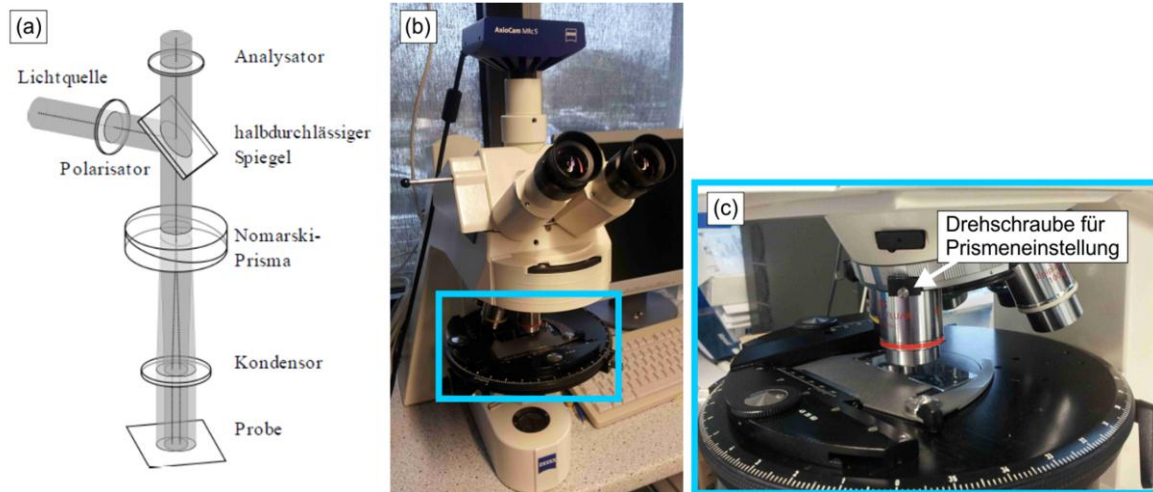 (a)
Analysator
Lichtquelle
halbdurchlässiger
Spiegel
Polarisator
Nomarski-
Prisma
Kondensor
Probe
(b)
AxioCam MRc5
ZEISS
(c)
Drehschraube für
Prismeneinstellung